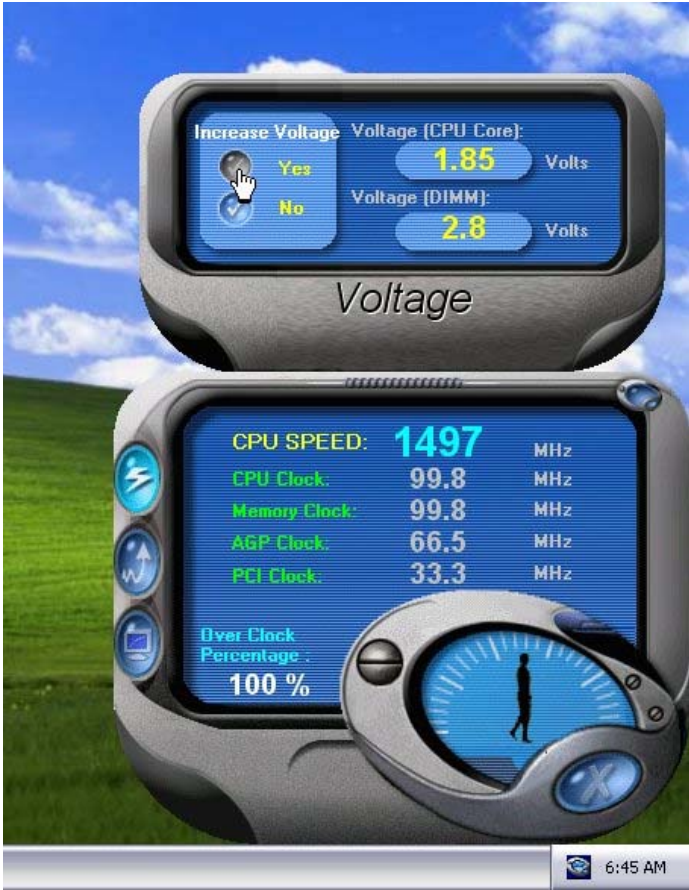 Increase Voltage
Yes
No
Voltage (CPU Core):
1.85 Volts
Voltage (DIMM):
2.8 Volts
Voltage
CPU SPEED: 1497 MHz
CPU Clock: 99.8 MHz
Memory Clock: 99.8 MHz
AGP Clock: 66.5 MHz
PCI Clock: 33.3 MHz
Over Clock
Percentage :
100 %
X
6:45 AM